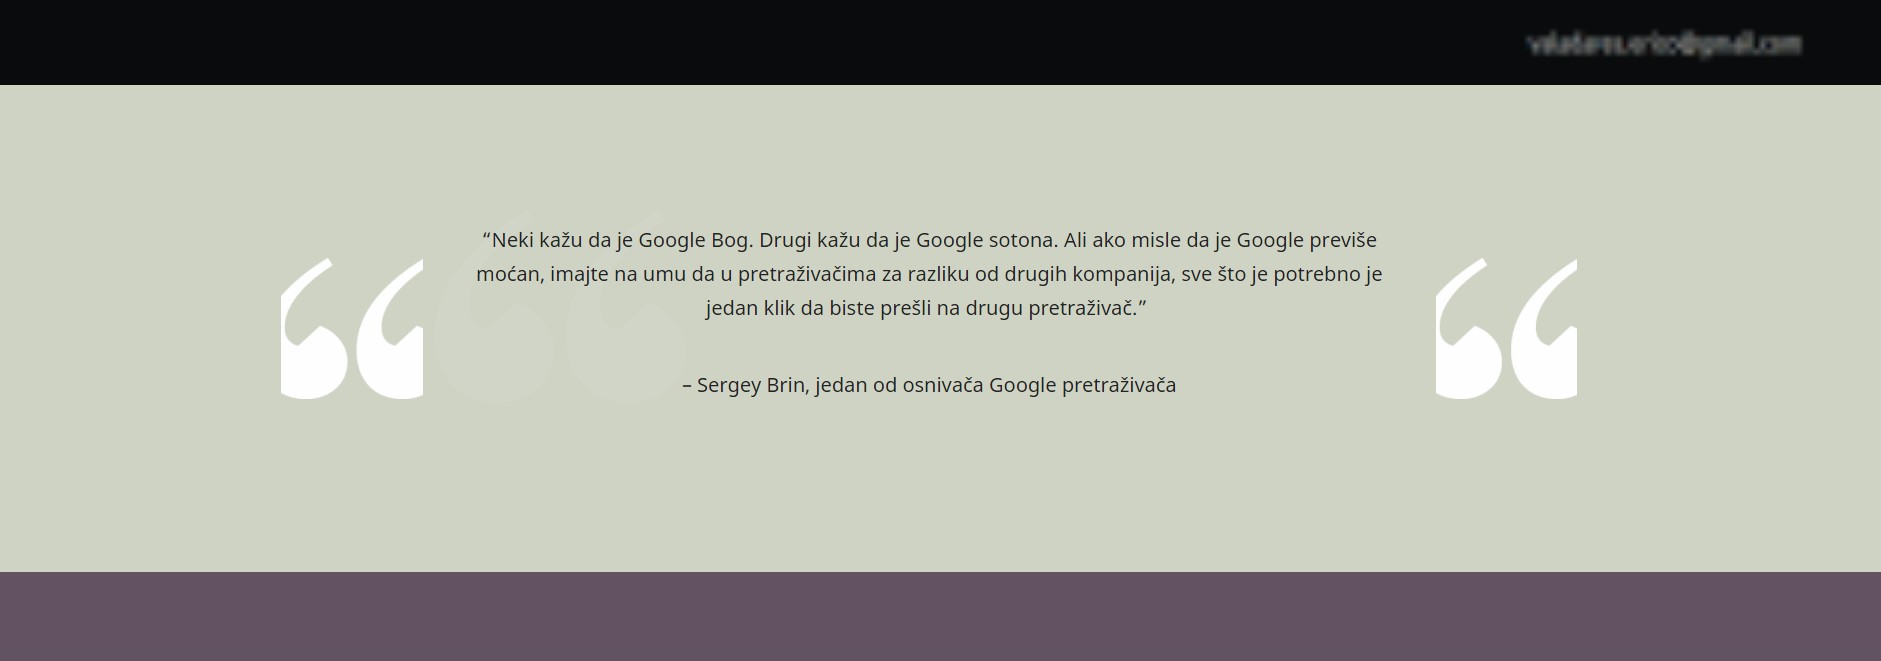 “Neki kažu da je Google Bog. Drugi kažu da je Google sotona. Ali ako misle da je Google previše
moćan, imajte na umu da u pretraživačima za razliku od drugih kompanija, sve što je potrebno je
jedan klik da biste prešli na drugu pretraživač.”
– Sergey Brin, jedan od osnivača Google pretraživača